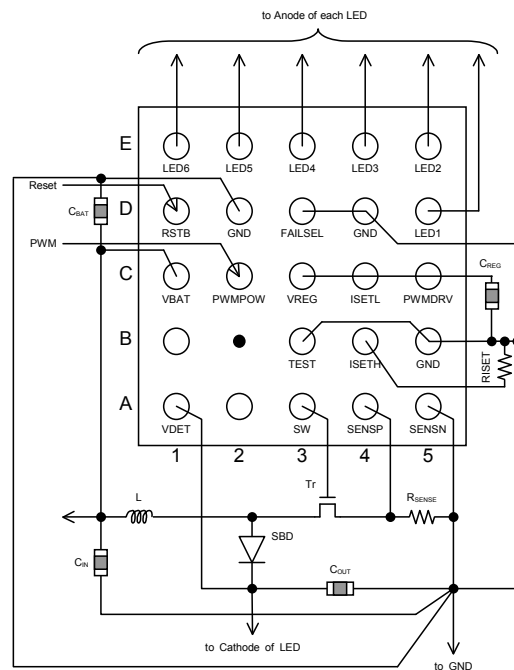 to Anode of each LED
E
LED6 LED5 LED4 LED3 LED2
Reset
D
CBAT
RSTB GND FAILSEL GND LED1
PWM
C
CREG
VBAT PWMPOW VREG ISETL PWMDRV
B
TEST ISETH GND
RISET
A
VDET SW SENSP SENSN
1 2 3 4 5
Tr
L
RSENSE
SBD
CIN
COUT
to Cathode of LED
to GND